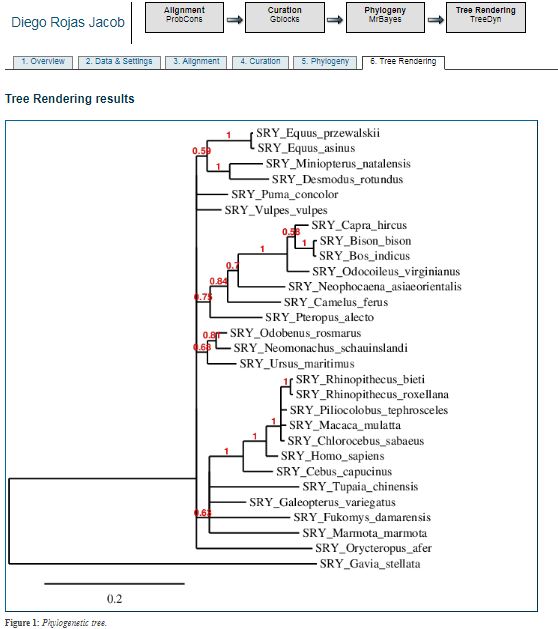 Diego Rojas Jacob
Alignment
ProbCons
Curation
Gblocks
Phylogeny
MrBayes
Tree Rendering
TreeDyn
1. Overview
2. Data & Settings
3. Alignment
4. Curation
5. Phylogeny
6. Tree Rendering
Tree Rendering results
1
SRY_Equus_przewalskii
0.59
SRY_Equus_asinus
1
SRY_Miniopterus_natalensis
SRY_Desmodus_rotundus
SRY_Puma_concolor
SRY_Vulpes_vulpes
SRY_Capra_hircus
0.58
1
1
SRY_Bison_bison
SRY_Bos_indicus
0.7
SRY_Odocoileus_virginianus
0.84
SRY_Neophocaena_asiaeorientalis
0.75
SRY_Camelus_ferus
SRY_Pteropus_alecto
0.81
SRY_Odobenus_rosmarus
0.68
SRY_Neomonachus_schauinslandi
SRY_Ursus_maritimus
1
SRY_Rhinopithecus_bieti
SRY_Rhinopithecus_roxellana
SRY_Piliocolobus_tephrosceles
1
SRY_Macaca_mulatta
1
SRY_Chlorocebus_sabaeus
1
SRY_Homo_sapiens
SRY_Cebus_capucinus
SRY_Tupaia_chinensis
SRY_Galeopterus_variegatus
0.63
SRY_Fukomys_damarensis
SRY_Marmota_marmota
SRY_Orycteropus_afer
SRY_Gavia_stellata
0.2
Figure 1: Phylogenetic tree.